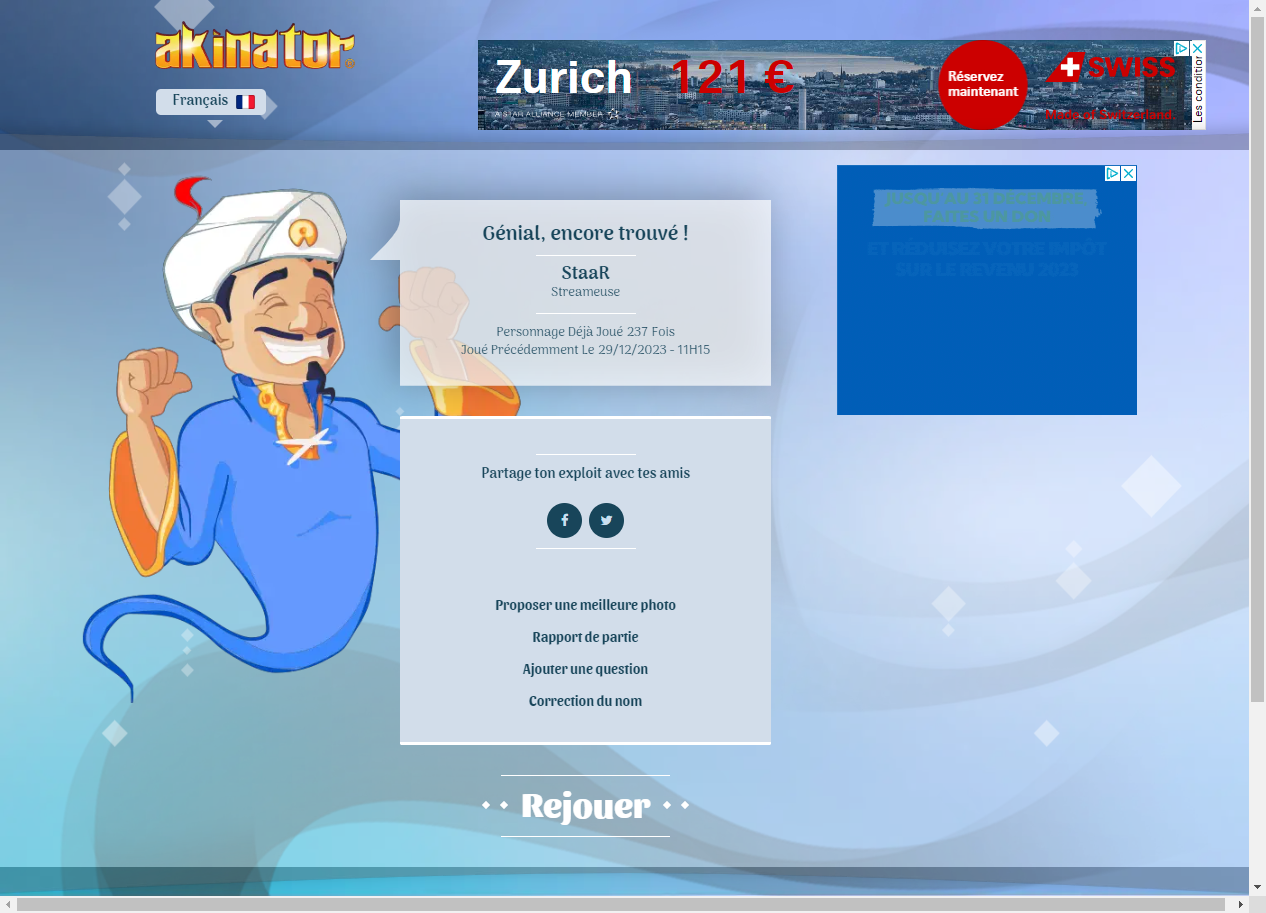 akinator
Français
Zurich 121 €
A STAR ALLIANCE MEMBER
Réservez
maintenant
SWISS
Made of Switzerland.
Les condition
Génial, encore trouvé !
StaaR
Streameuse
Personnage Déjà Joué 237 Fois
Joué Précédemment Le 29/12/2023 - 11H15
JUSQU'AU 31 DÉCEMBRE,
FAITES UN DON
ET RÉDUISEZ VOTRE IMPÔT
SUR LE REVENU 2023
Partage ton exploit avec tes amis
Proposer une meilleure photo
Rapport de partie
Ajouter une question
Correction du nom
Rejouer